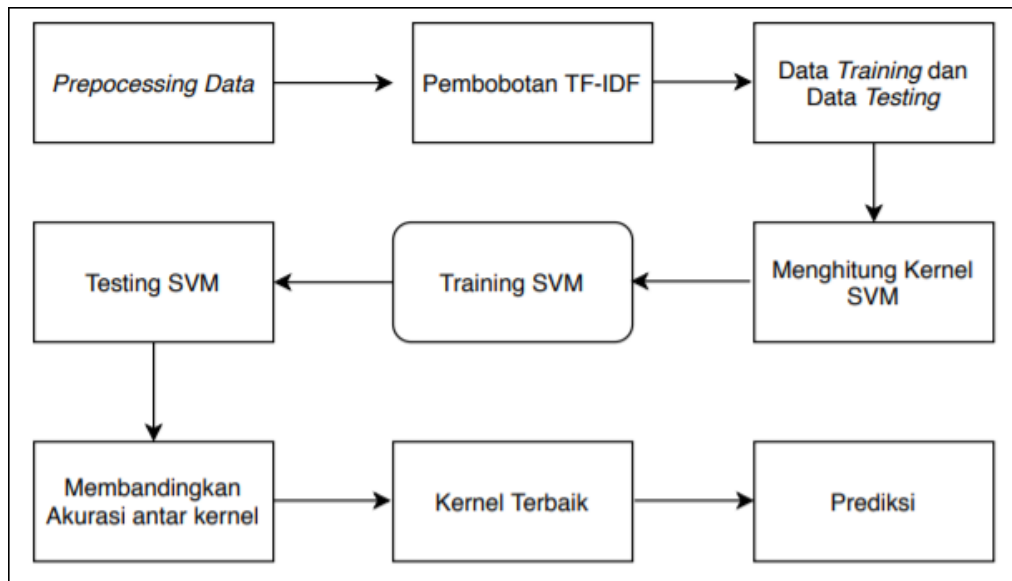 Prepocessing Data
Pembobotan TF-IDF
Data Training dan
Data Testing
Menghitung Kernel
SVM
Training SVM
Testing SVM
Membandingkan
Akurasi antar kernel
Kernel Terbaik
Prediksi